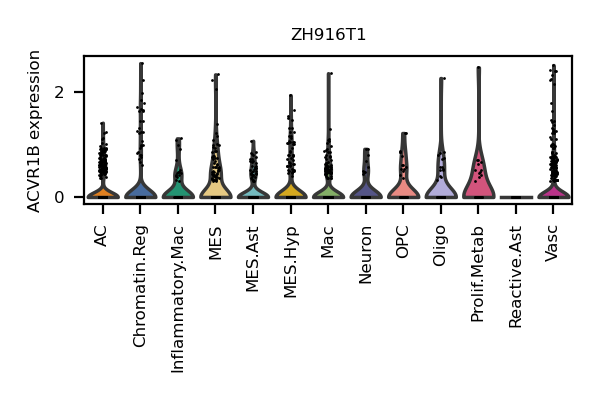 ZH916T1
ACVR1B expression
2
0
AC
Chromatin.Reg
Inflammatory.Mac
MES
MES.Ast
MES.Hyp
Mac
Neuron
OPC
Oligo
Prolif.Metab
Reactive.Ast
Vasc